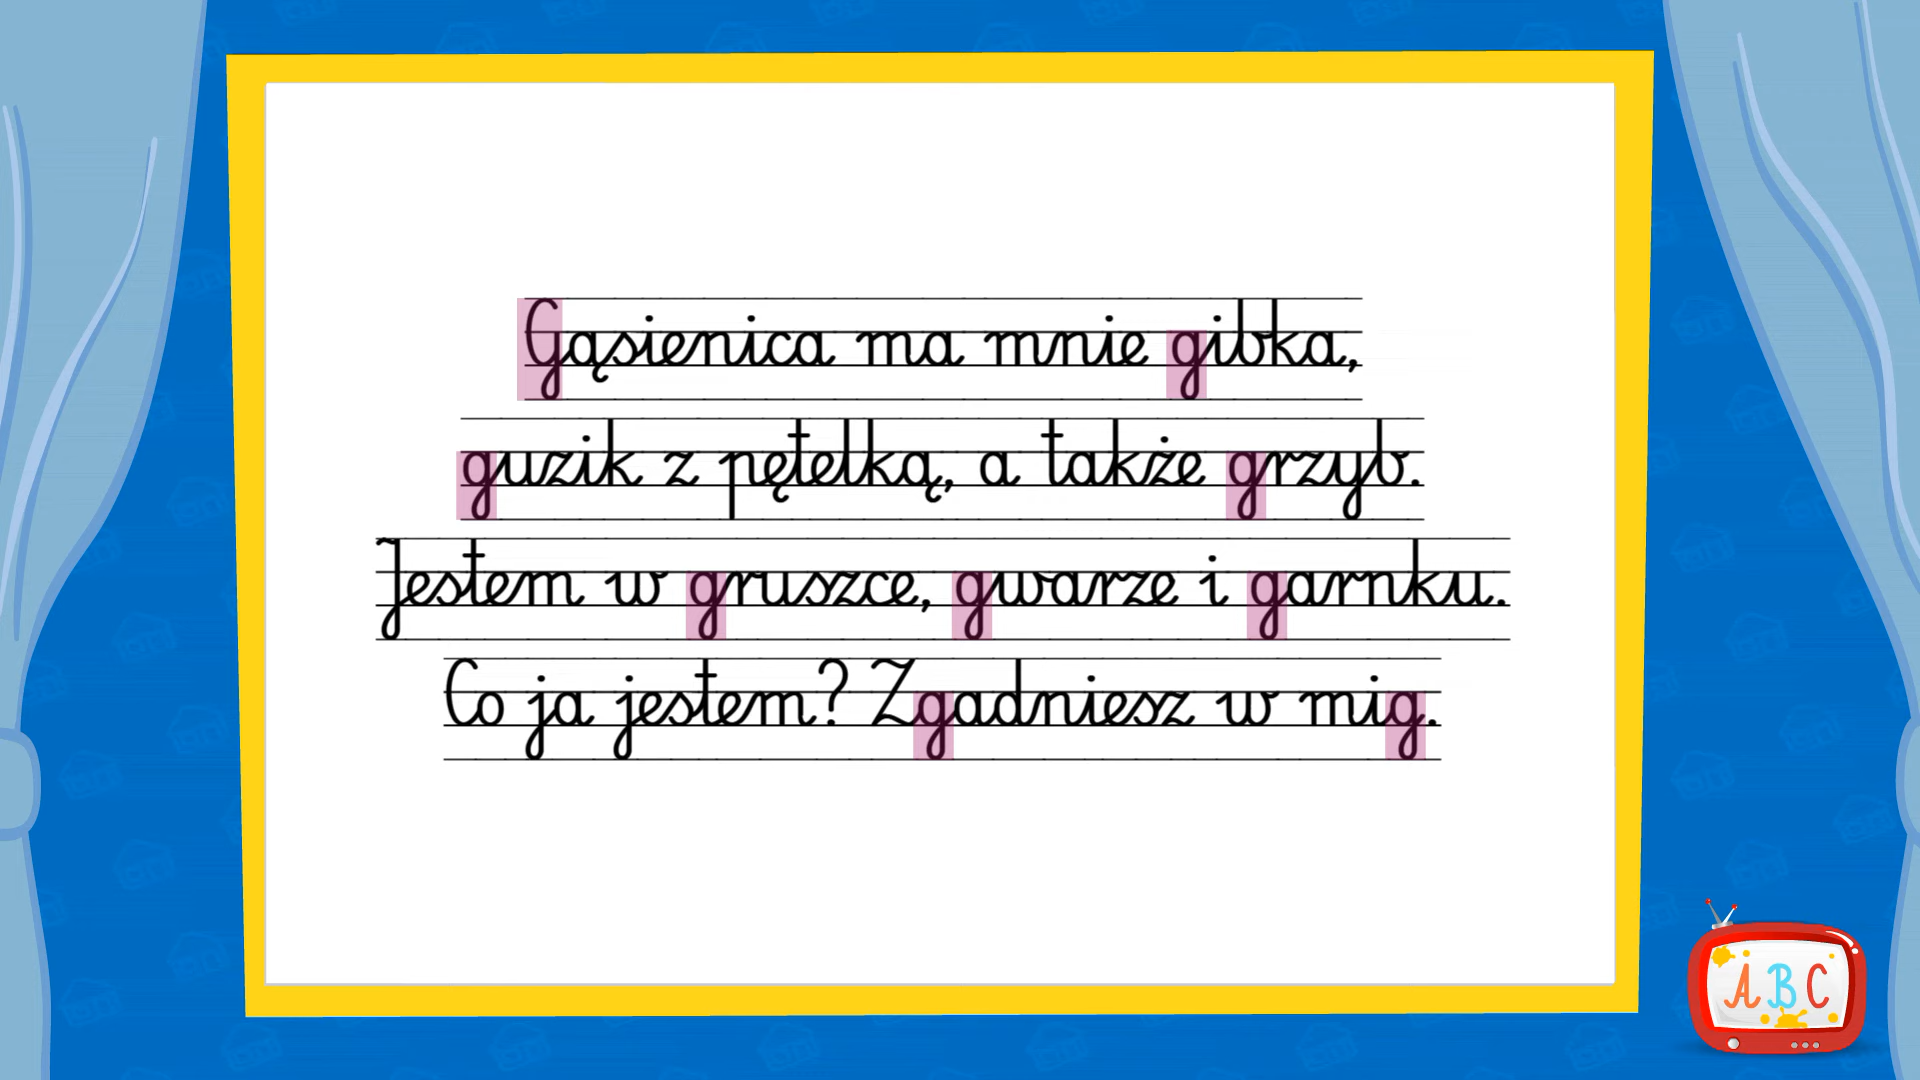 Gąsienica ma mnie gibka,
guzik z pętelką, a także grzyb.
Jestem w gruszce, gwarze i garnku.
Co ja jestem? Zgadniesz w mig.
ABC